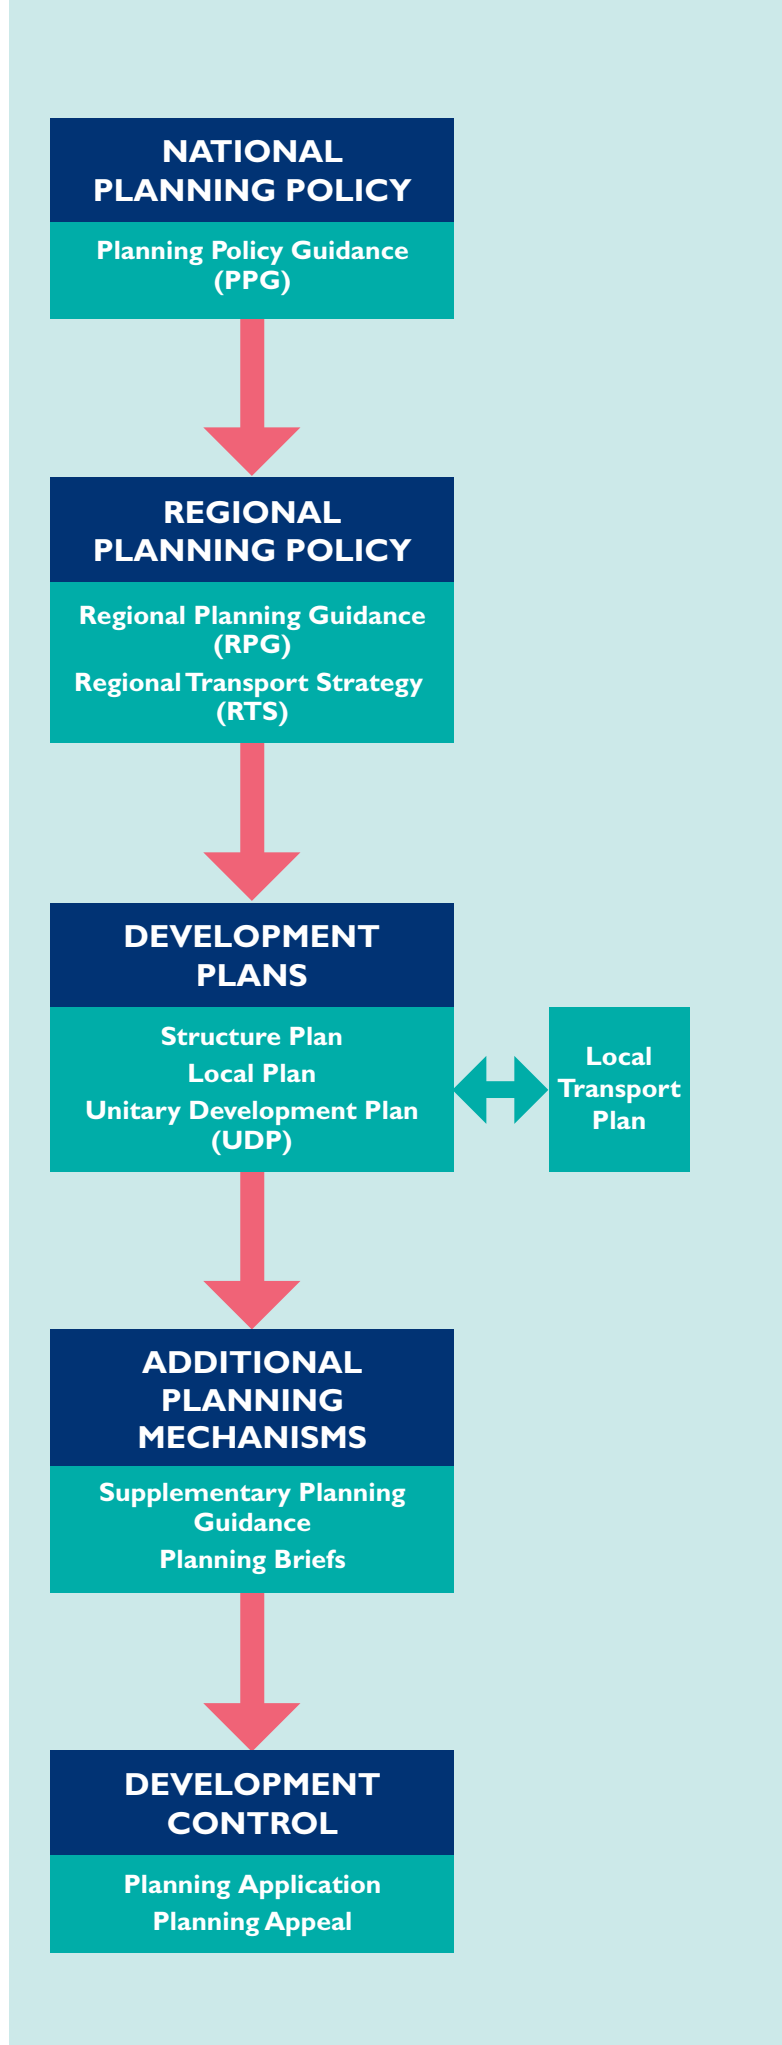 NATIONAL
PLANNING POLICY
Planning Policy Guidance
(PPG)
REGIONAL
PLANNING POLICY
Regional Planning Guidance
(RPG)
Regional Transport Strategy
(RTS)
DEVELOPMENT
PLANS
Structure Plan
Local Plan
Unitary Development Plan
(UDP)
Local
Transport
Plan
ADDITIONAL
PLANNING
MECHANISMS
Supplementary Planning
Guidance
Planning Briefs
DEVELOPMENT
CONTROL
Planning Application
Planning Appeal